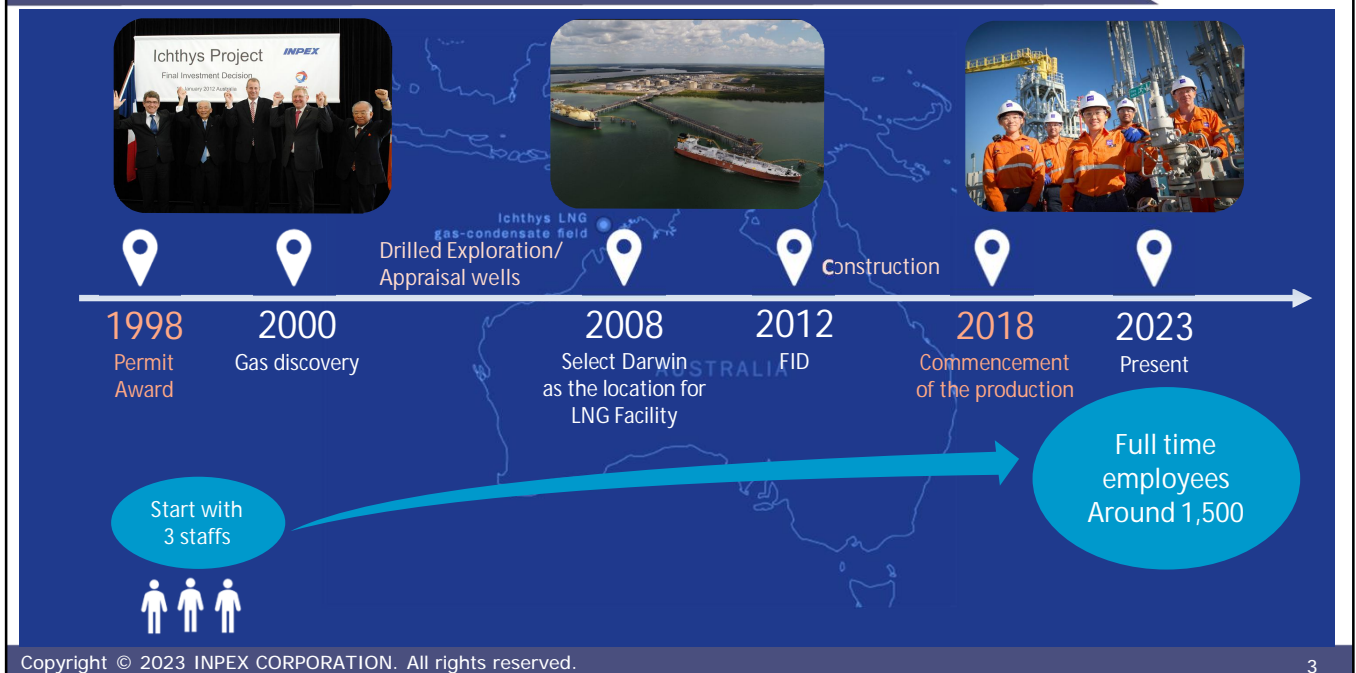 Ichthys Project
INPEX
Final Investment Decision
January 2012 Australia
Ichthys LNG
gas-condensate field
Drilled Exploration/
Appraisal wells
Construction
1998
Permit
Award
2000
Gas discovery
2008
Select Darwin
as the location for
LNG Facility
2012
FID
AUSTRALIA
2018
Commencement
of the production
2023
Present
Start with
3 staffs
Full time
employees
Around 1,500
Copyright © 2023 INPEX CORPORATION. All rights reserved.
3